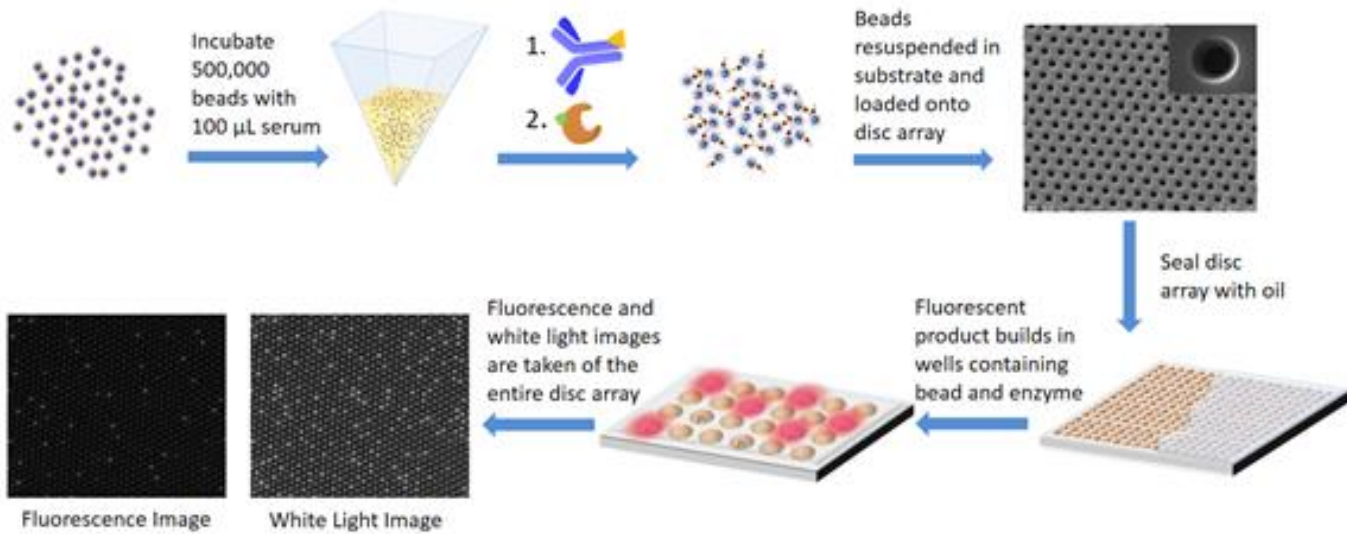 Incubate
500,000
beads with
100 µL serum
1.
2.
Beads
resuspended in
substrate and
loaded onto
disc array
Seal disc
array with oil
Fluorescent
product builds in
wells containing
bead and enzyme
Fluorescence and
white light images
are taken of the
entire disc array
Fluorescence Image
White Light Image